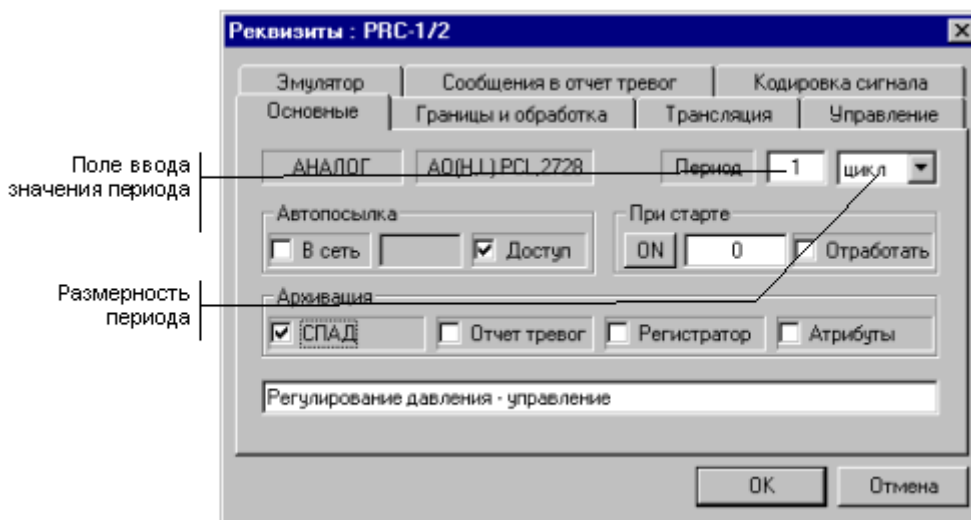 Реквизиты : PRC-1/2
Эмулятор Сообщения в отчет тревог Кодировка сигнала
Основные Границы и обработка Трансляция Управление
Поле ввода
значения периода
АНАЛОГ АО(H,L) PCL,2728 Период 1 цикл
Автопосылка При старте
В сеть Доступ ON 0 Отработать
Размерность
периода
Архивация
СПАД Отчет тревог Регистратор Атрибуты
Регулирование давления - управление
OK Отмена